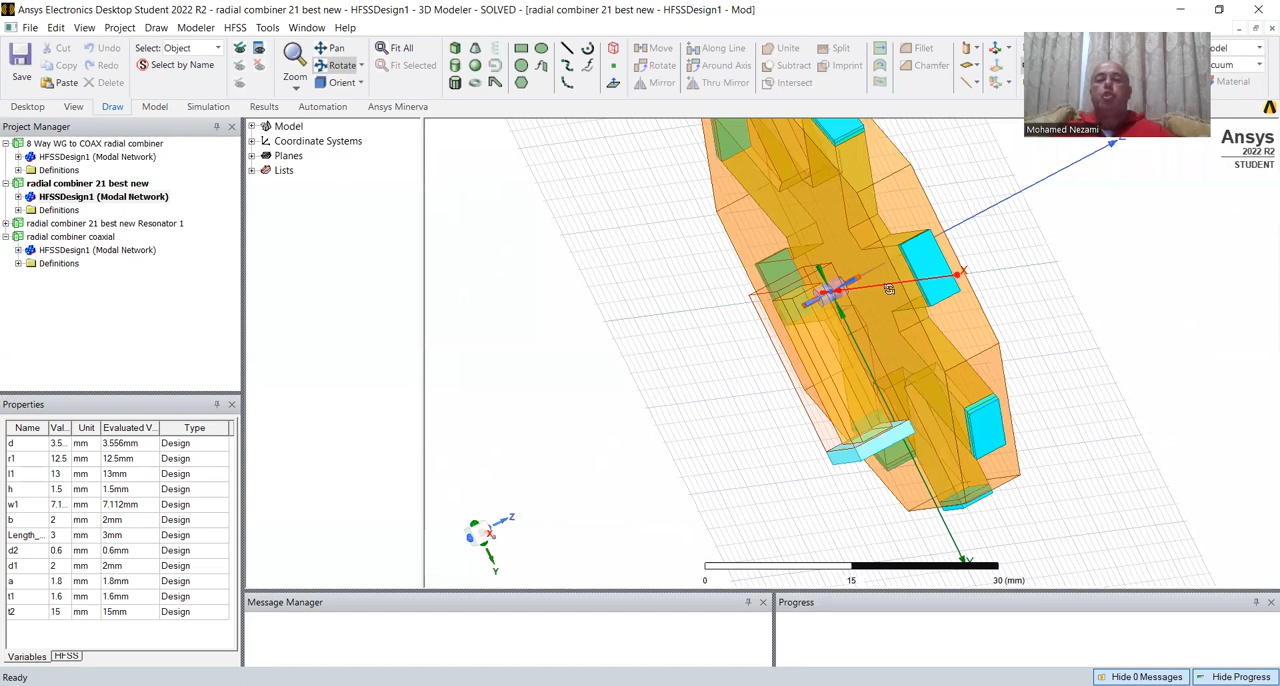 Ansys Electronics Desktop Student 2022 R2 - radial combiner 21 best new - HFSSDesign1 - 3D Modeler - SOLVED - [radial combiner 21 best new - HFSSDesign1 - HFSS - Mod]
File Edit View Project Draw Modeler HFSS Tools Window Help
Save
Cut
Copy
Paste
Undo
Redo
Delete
Select: Object
Select by Name
Zoom
Pan
Rotate
Orient
Fit All
Fit Selected
Move
Rotate
Mirror
Along Line
Around Axis
Thru Mirror
Unite
Subtract
Intersect
Split
Imprint
Fillet
Chamfer
Material
Desktop View Draw Model Simulation Results Automation Ansys Minerva
Mohamed Nezami
Ansys
2022 R2
STUDENT
Project Manager
8 Way WG to COAX radial combiner
HFSSDesign1 (Modal Network)
Definitions
radial combiner 21 best new
HFSSDesign1 (Modal Network)
Definitions
radial combiner 21 best new Resonator 1
radial combiner coaxial
HFSSDesign1 (Modal Network)
Definitions
Model
Coordinate Systems
Planes
Lists
Properties
Name Val... Unit Evaluated V... Type
d 3.5... mm 3.556mm Design
r1 12.5 mm 12.5mm Design
l1 13 mm 13mm Design
h 1.5 mm 1.5mm Design
w1 7.1... mm 7.112mm Design
b 2 mm 2mm Design
Length_... 3 mm 3mm Design
d2 0.6 mm 0.6mm Design
d1 2 mm 2mm Design
a 1.8 mm 1.8mm Design
t1 1.6 mm 1.6mm Design
t2 15 mm 15mm Design
Variables HFSS
X
Z
Y
0 15 30 (mm)
Message Manager
Progress
Ready
Hide 0 Messages
Hide Progress